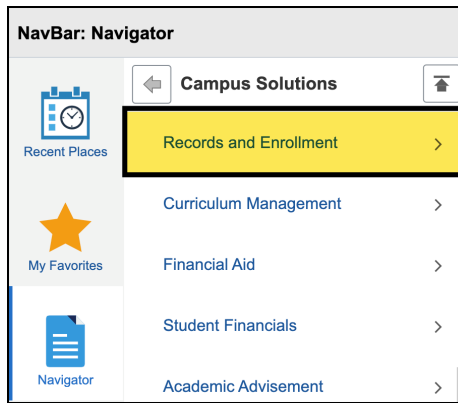 NavBar: Navigator
Recent Places
My Favorites
Navigator
Campus Solutions
Records and Enrollment
Curriculum Management
Financial Aid
Student Financials
Academic Advisement